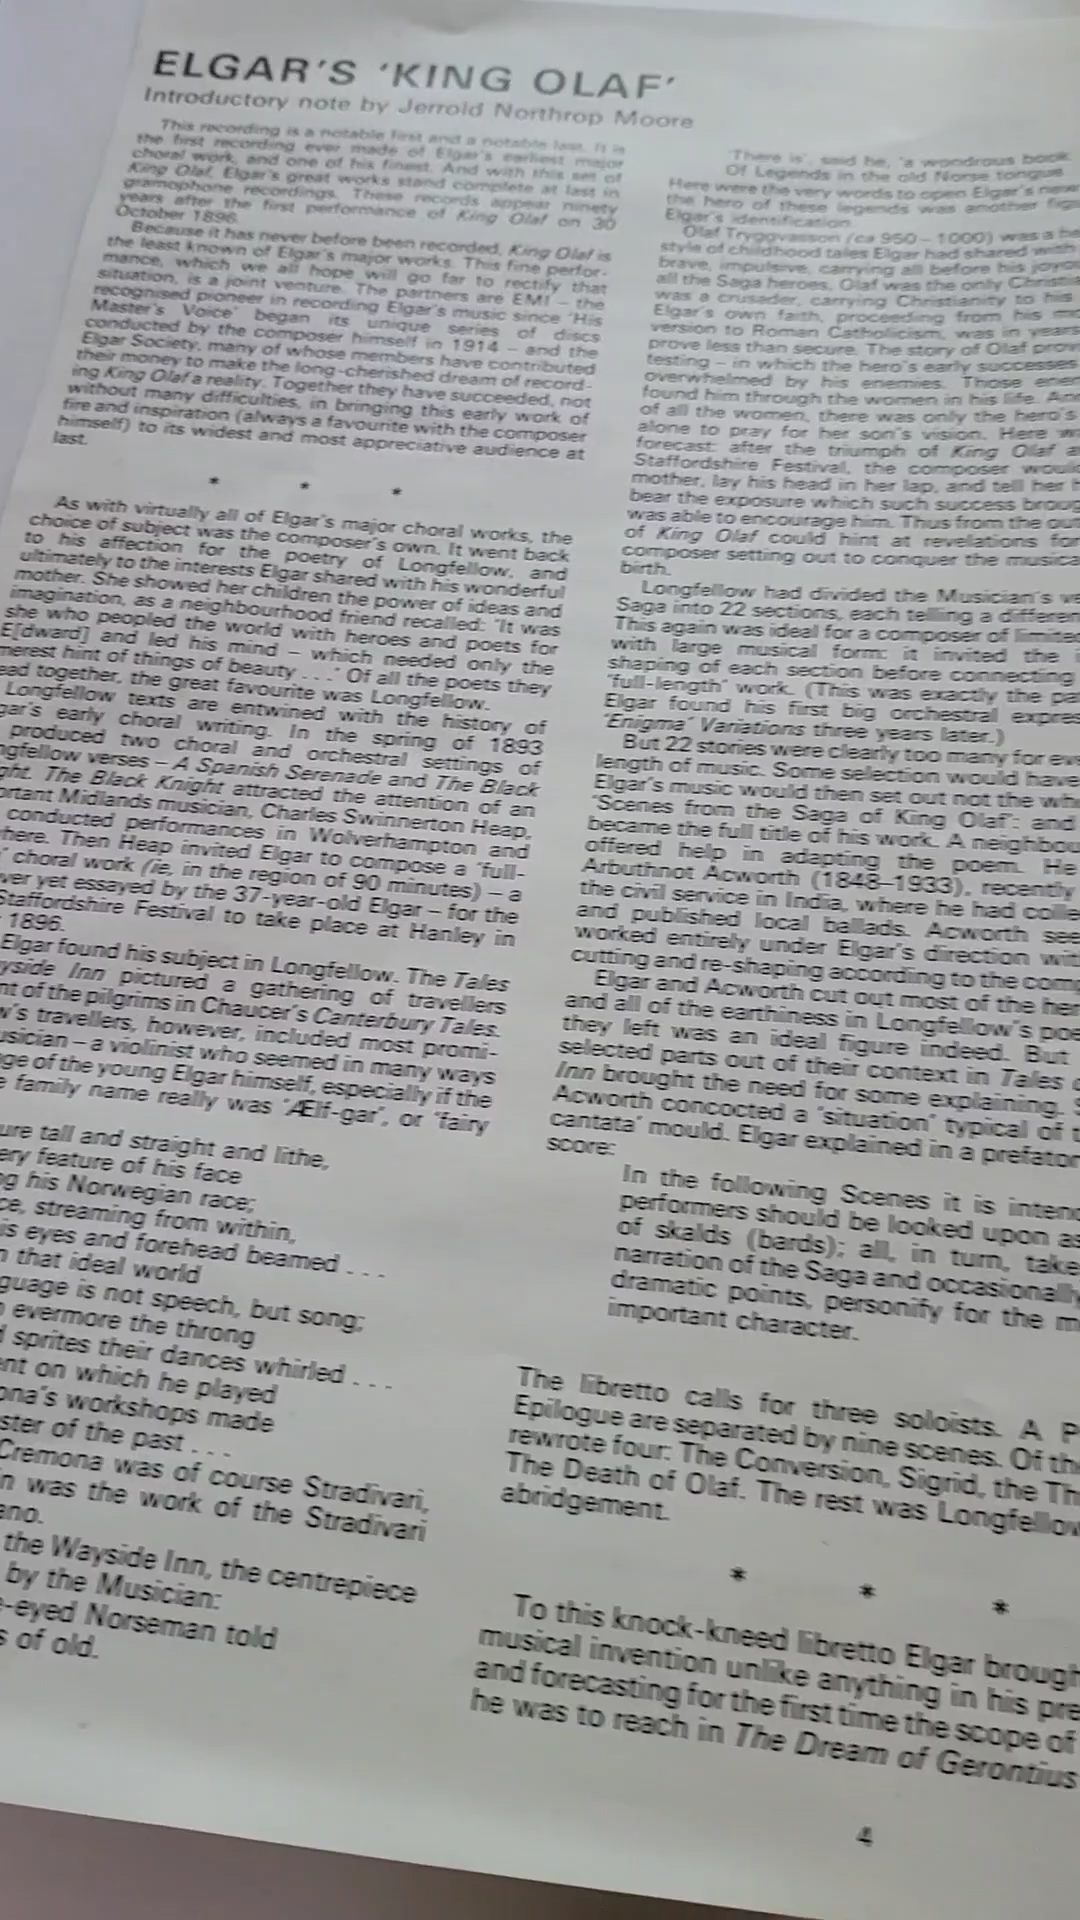 ELGAR'S 'KING OLAF'
Introductory note by Jerrold Northrop Moore
This recording is a notable first and a notable last. It is
the first recording ever made of Elgar's earliest major
choral work, and one of his finest. And with this set of
King Olaf, Elgar's great works stand complete at last in
gramophone recordings. These records appear ninety
years after the first performance of King Olaf on 30
October 1896.
Because it has never before been recorded, King Olaf is
the least known of Elgar's major works. This fine perfor-
mance, which we all hope will go far to rectify that
situation, is a joint venture. The partners are EMI – the
recognised pioneer in recording Elgar's music since 'His
Master's Voice' began its unique series of discs
conducted by the composer himself in 1914 – and the
Elgar Society, many of whose members have contributed
their money to make the long-cherished dream of record-
ing King Olaf a reality. Together they have succeeded, not
without many difficulties, in bringing this early work of
fire and inspiration (always a favourite with the composer
himself) to its widest and most appreciative audience at
last.
* * *
As with virtually all of Elgar's major choral works, the
choice of subject was the composer's own. It went back
to his affection for the poetry of Longfellow, and
ultimately to the interests Elgar shared with his wonderful
mother. She showed her children the power of ideas and
imagination, as a neighbourhood friend recalled: 'It was
she who peopled the world with heroes and poets for
E[dward] and led his mind – which needed only the
merest hint of things of beauty . . .' Of all the poets they
together, the great favourite was Longfellow.
Longfellow texts are entwined with the history of
early choral writing. In the spring of 1893
produced two choral and orchestral settings of
verses – A Spanish Serenade and The Black
The Black Knight attracted the attention of an
Midlands musician, Charles Swinnerton Heap,
conducted performances in Wolverhampton and
Then Heap invited Elgar to compose a 'full-
choral work (ie, in the region of 90 minutes) – a
yet essayed by the 37-year-old Elgar – for the
Staffordshire Festival to take place at Hanley in
1896.
Elgar found his subject in Longfellow. The Tales
Inn pictured a gathering of travellers
of the pilgrims in Chaucer's Canterbury Tales.
travellers, however, included most promi-
– a violinist who seemed in many ways
of the young Elgar himself, especially if the
family name really was 'Ælf-gar', or 'fairy
tall and straight and lithe,
feature of his face
his Norwegian race;
streaming from within,
eyes and forehead beamed . . .
that ideal world
is not speech, but song;
evermore the throng
sprites their dances whirled . . .
on which he played
workshops made
of the past . . .
Cremona was of course Stradivari,
was the work of the Stradivari
the Wayside Inn, the centrepiece
by the Musician:
-eyed Norseman told
of old.
'There is', said he, 'a wondrous book
Of Legends in the old Norse tongue
Here were the very words to open Elgar's new
the hero of these legends was another
Elgar's identification.
Olaf Tryggvasson (ca 950–1000) was a
style of childhood tales Elgar had shared with
brave, impulsive, carrying all before his
all the Saga heroes, Olaf was the only
was a crusader, carrying Christianity to his
Elgar's own faith, proceeding from his
version to Roman Catholicism, was in years
prove less than secure. The story of Olaf
testing – in which the hero's early successes
overwhelmed by his enemies. Those
found him through the women in his life. And
of all the women, there was only the hero's
alone to pray for her son's vision. Here
forecast: after the triumph of King Olaf
Staffordshire Festival, the composer would
mother, lay his head in her lap, and tell her
bear the exposure which such success
was able to encourage him. Thus from the
of King Olaf could hint at revelations for
composer setting out to conquer the
birth.
Longfellow had divided the Musician's
Saga into 22 sections, each telling a
This again was ideal for a composer of limited
with large musical form: it invited the
shaping of each section before connecting
'full-length' work. (This was exactly the
Elgar found his first big orchestral
'Enigma' Variations three years later.)
But 22 stories were clearly too many for
length of music. Some selection would have
Elgar's music would then set out not the
'Scenes from the Saga of King Olaf': and
became the full title of his work. A
offered help in adapting the poem. He
Arbuthnot Acworth (1848–1933), recently
the civil service in India, where he had
and published local ballads. Acworth
worked entirely under Elgar's direction
cutting and re-shaping according to the
Elgar and Acworth cut out most of the
and all of the earthiness in Longfellow's
they left was an ideal figure indeed. But
selected parts out of their context in Tales
Inn brought the need for some explaining.
Acworth concocted a 'situation' typical of
cantata' mould. Elgar explained in a
score:
In the following Scenes it is
performers should be looked upon as
of skalds (bards); all, in turn, take
narration of the Saga and occasionally
dramatic points, personify for the
important character.
The libretto calls for three soloists. A
Epilogue are separated by nine scenes. Of
rewrote four: The Conversion, Sigrid, the
The Death of Olaf. The rest was
abridgement.
* * *
To this knock-kneed libretto Elgar
musical invention unlike anything in his
and forecasting for the first time the scope of
he was to reach in The Dream of Gerontius
4